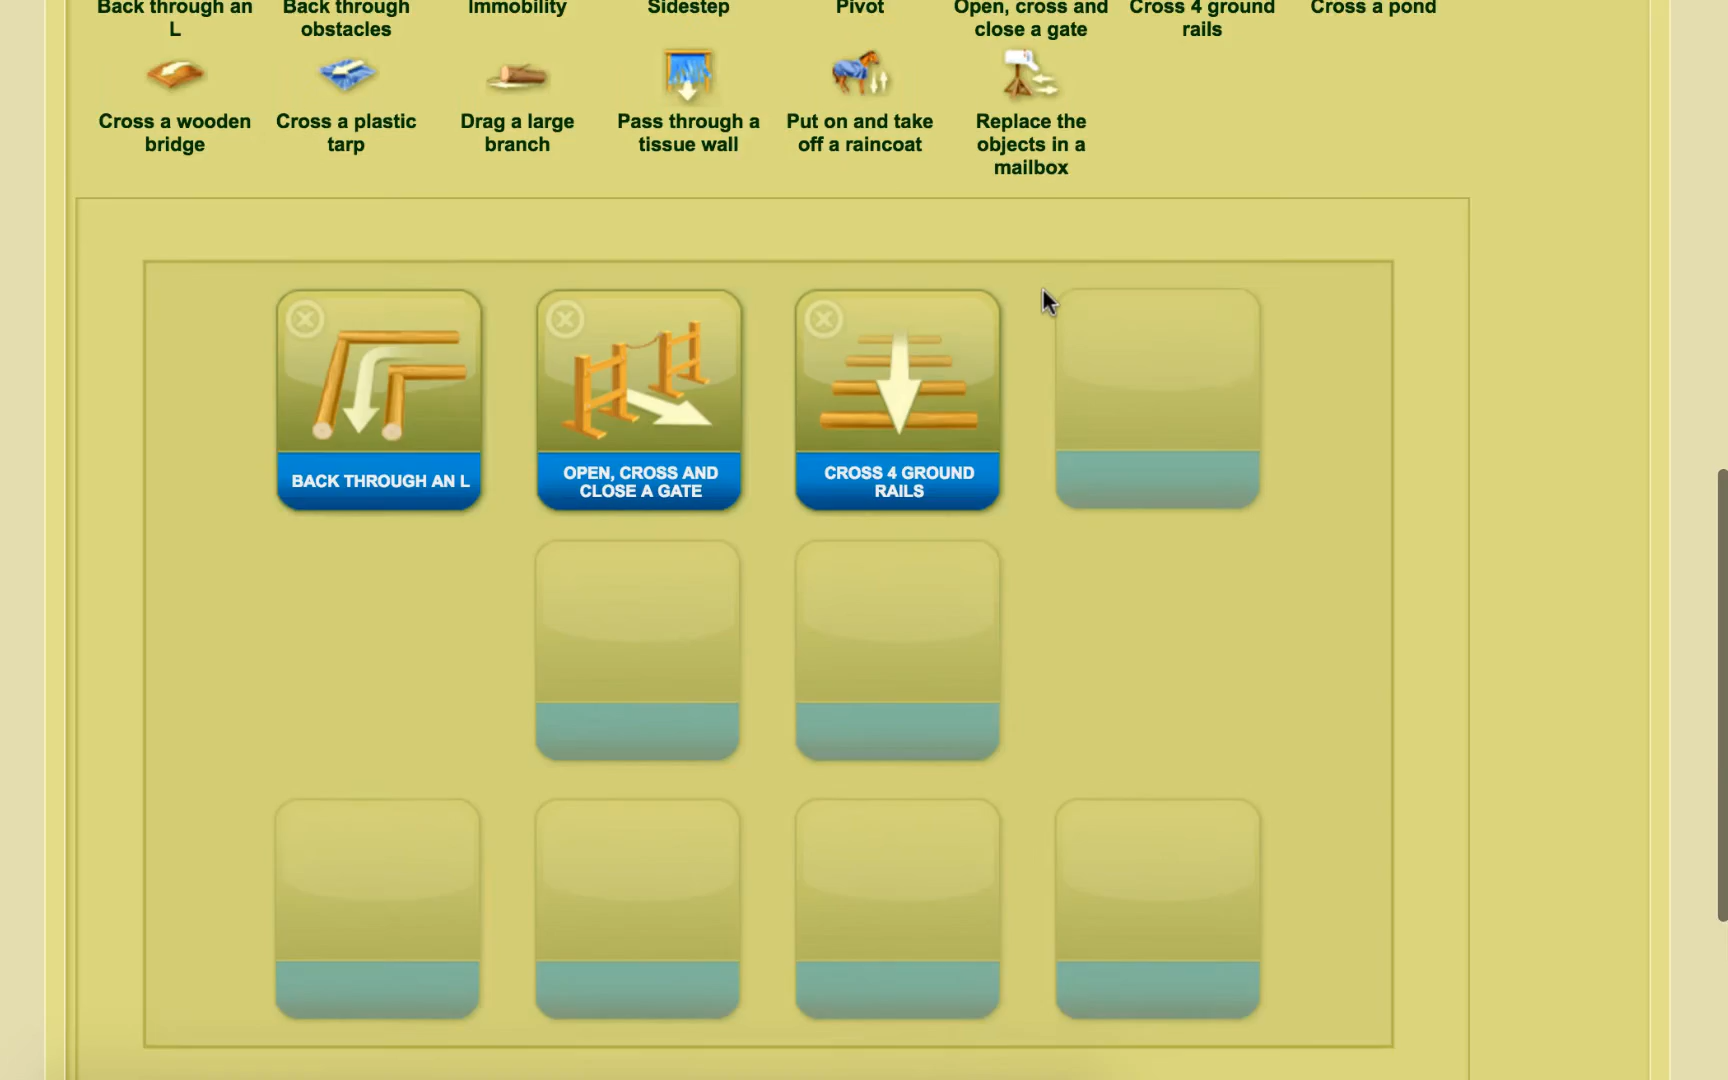 Back through an
L
Back through
obstacles
Immobility
Sidestep
Pivot
Open, cross and
close a gate
Cross 4 ground
rails
Cross a pond
Cross a wooden
bridge
Cross a plastic
tarp
Drag a large
branch
Pass through a
tissue wall
Put on and take
off a raincoat
Replace the
objects in a
mailbox
BACK THROUGH AN L
OPEN, CROSS AND
CLOSE A GATE
CROSS 4 GROUND
RAILS